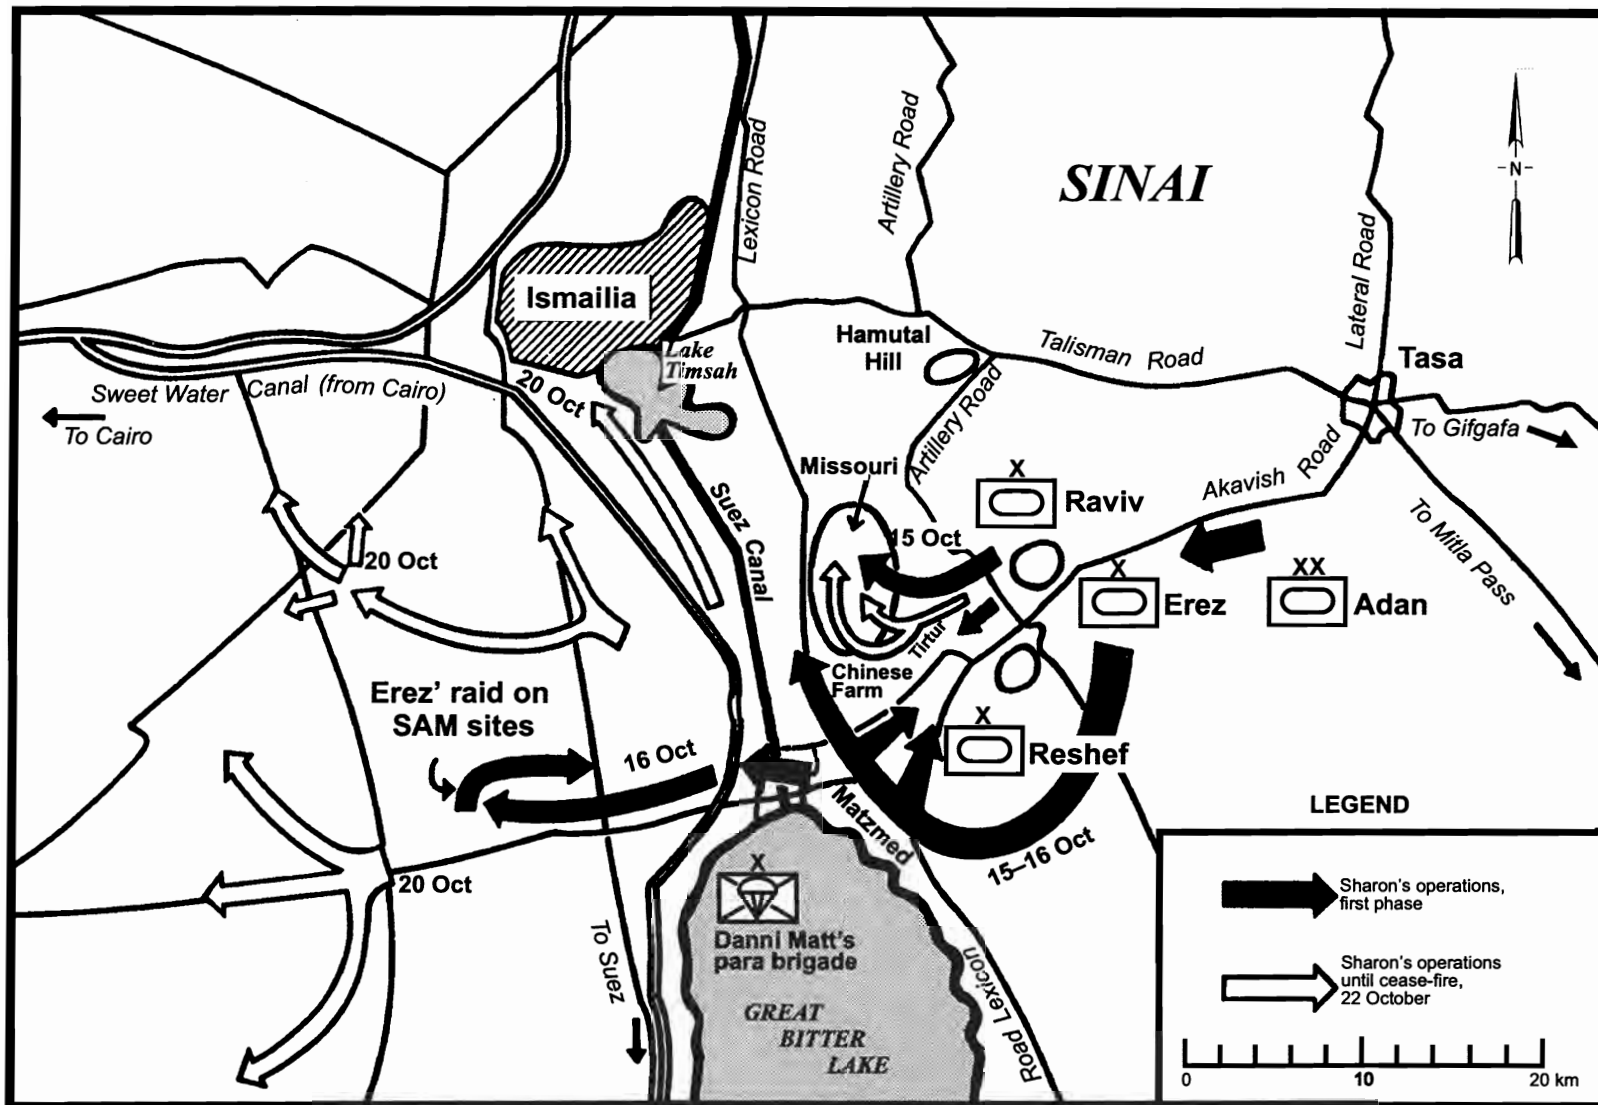 SINAI
N
Lexicon Road
Artillery Road
Lateral Road
Ismailia
Lake
Timsah
Hamutal
Hill
Talisman Road
Tasa
Sweet Water Canal (from Cairo)
To Cairo
20 Oct
Artillery Road
To Gifgafa
Akavish Road
Missouri
X
Raviv
Suez Canal
15 Oct
To Mitla Pass
20 Oct
X
Erez
XX
Adan
Tirtur
Chinese
Farm
Erez' raid on
SAM sites
X
Reshef
16 Oct
Matzmed
15–16 Oct
20 Oct
X
Danni Matt's
para brigade
To Suez
GREAT
BITTER
LAKE
Road Lexicon
LEGEND
Sharon's operations,
first phase
Sharon's operations
until cease-fire,
22 October
0 10 20 km